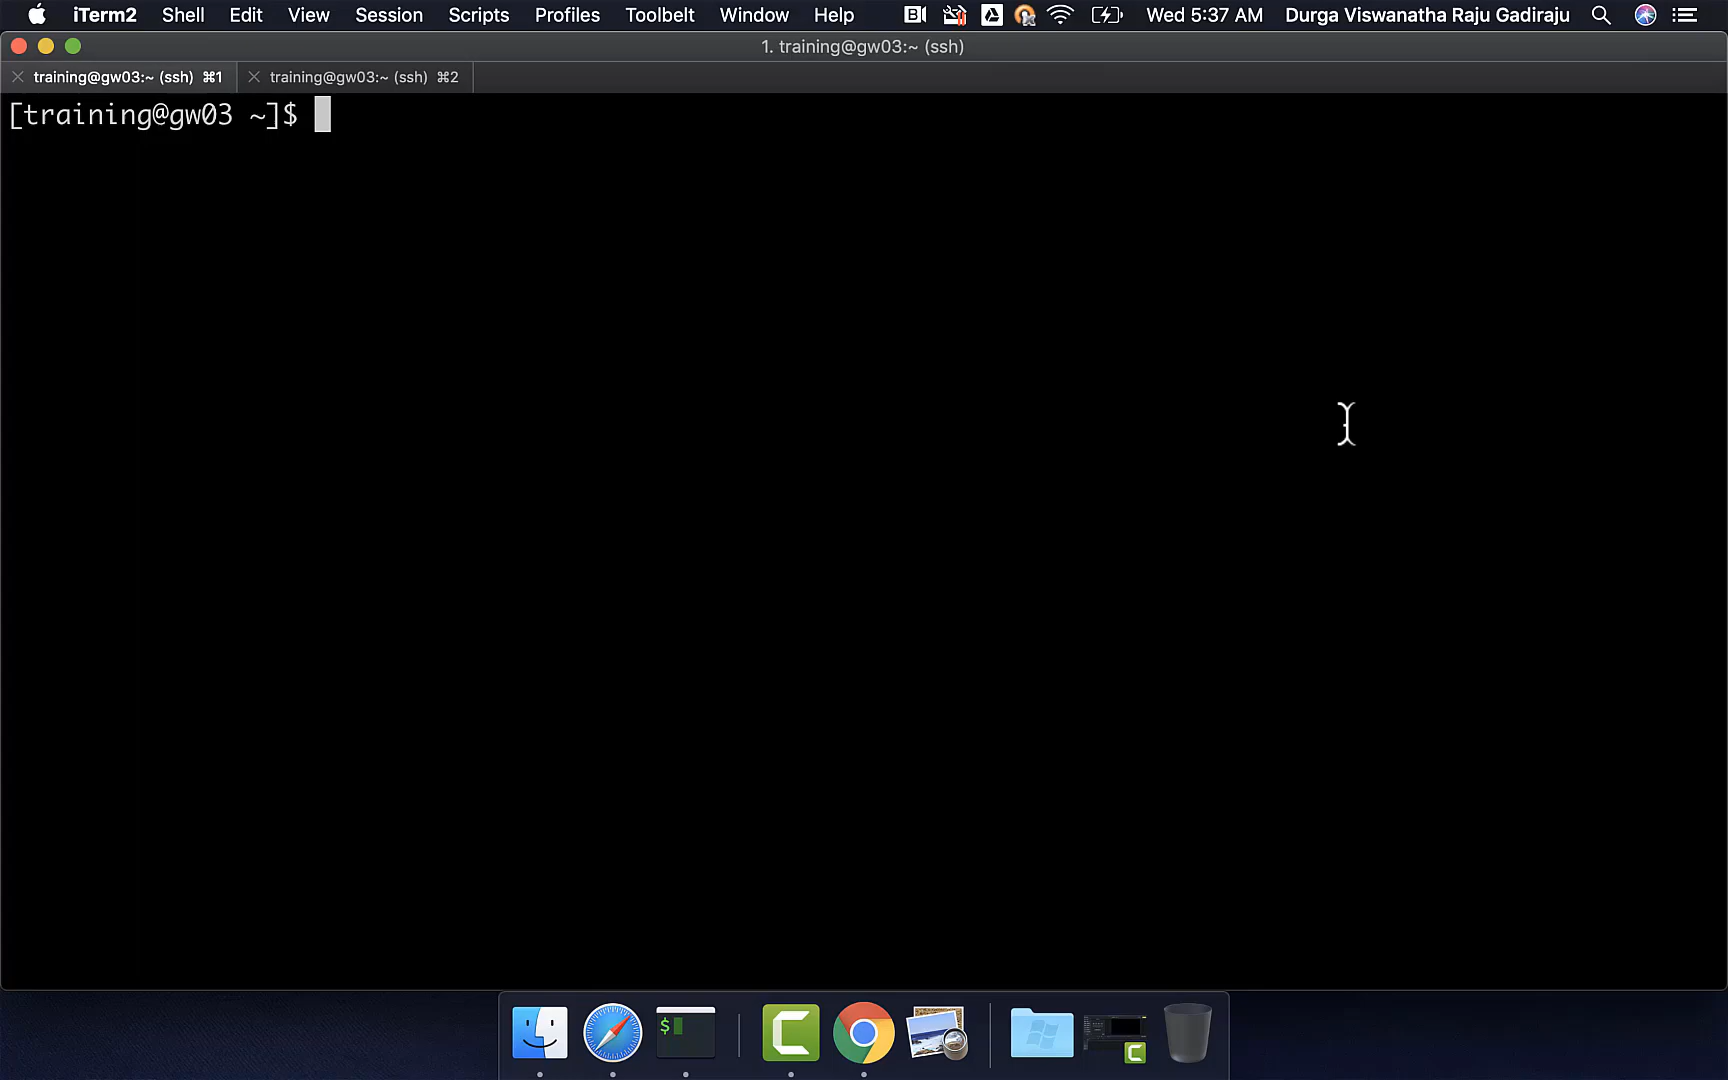 iTerm2 Shell Edit View Session Scripts Profiles Toolbelt Window Help Wed 5:37 AM Durga Viswanatha Raju Gadiraju
1. training@gw03:~ (ssh)
training@gw03:~ (ssh) ⌘1 training@gw03:~ (ssh) ⌘2
[training@gw03 ~]$